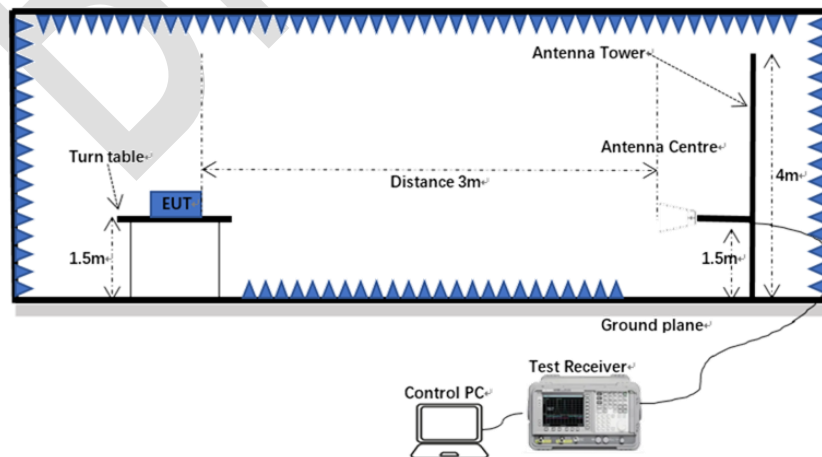 Antenna Tower↵
Turn table↵
Antenna Centre
Distance 3m↵
4m↵
EUT
1.5m↵
1.5m↵
Ground plane↵
Test Receiver↵
Control PC↵